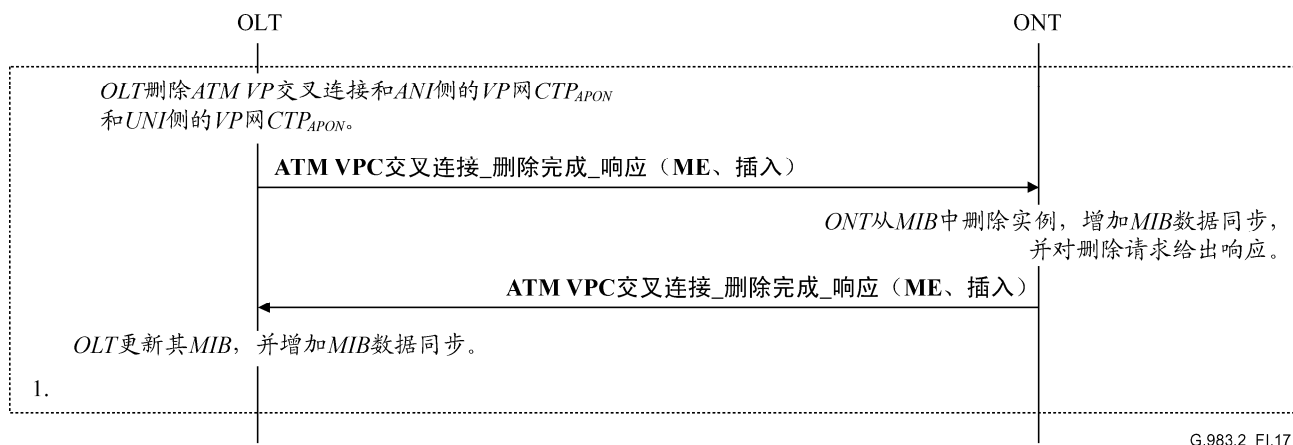 OLT
ONT
OLT删除ATM VP交叉连接和ANI侧的VP网CTPAPON
和UNI侧的VP网CTPAPON。
ATM VPC交叉连接_删除完成_响应（ME、插入）
ONT从MIB中删除实例，增加MIB数据同步，
并对删除请求给出响应。
ATM VPC交叉连接_删除完成_响应（ME、插入）
OLT更新其MIB，并增加MIB数据同步。
1.
G.983.2_FI.17